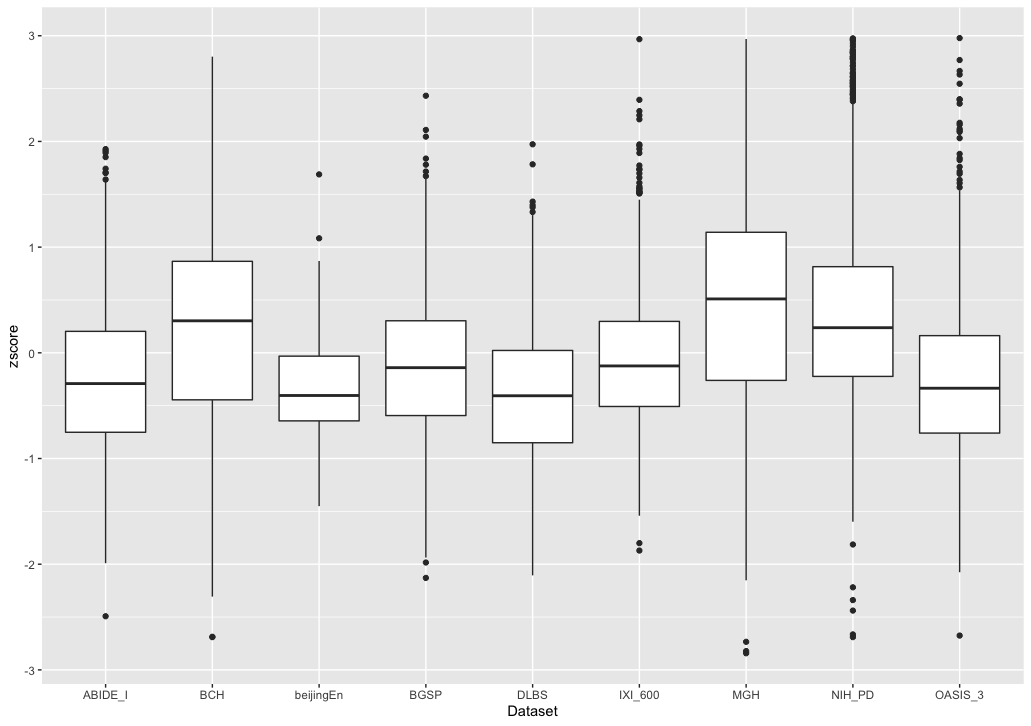 zscore
3
2
1
0
-1
-2
-3
ABIDE_I BCH beijingEn BGSP DLBS IXI_600 MGH NIH_PD OASIS_3
Dataset